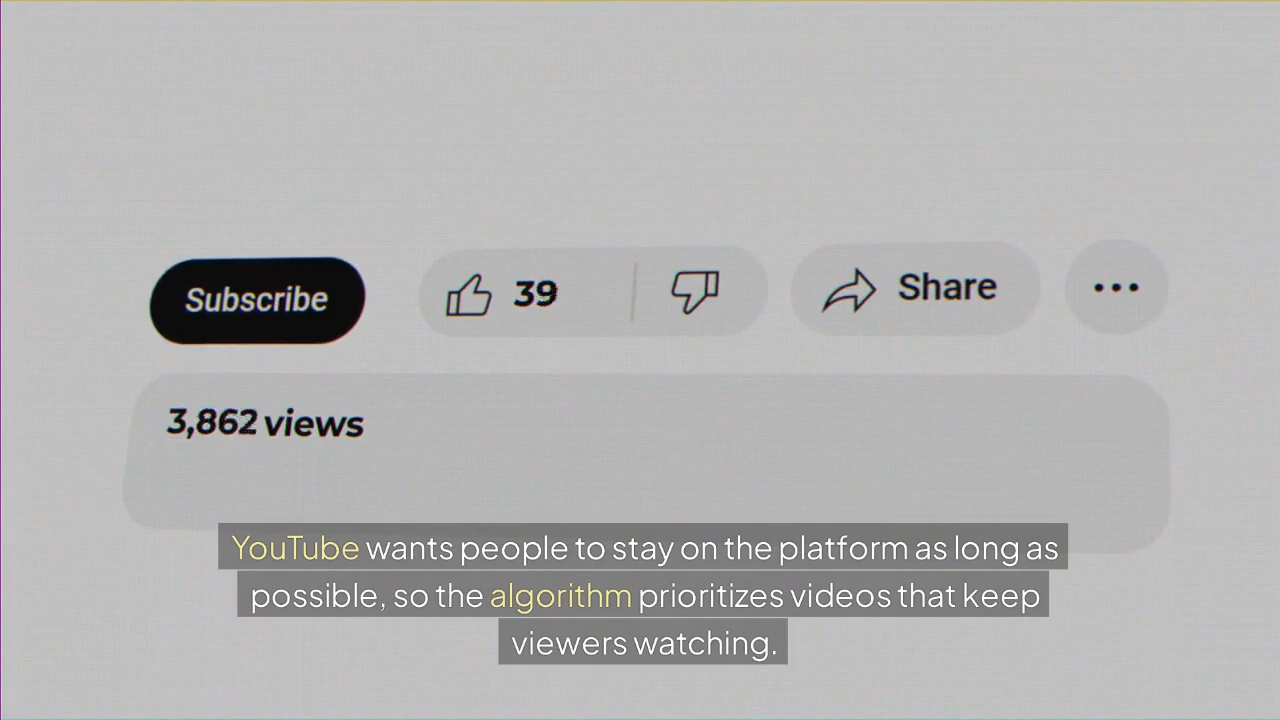 Subscribe
39
Share
3,862 views
YouTube wants people to stay on the platform as long as
possible, so the algorithm prioritizes videos that keep
viewers watching.